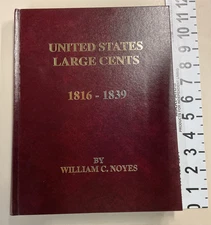 UNITED STATES
LARGE CENTS
1816 - 1839
BY
WILLIAM C. NOYES
1
2
3
4
5
6
7
8
9
10
11
12